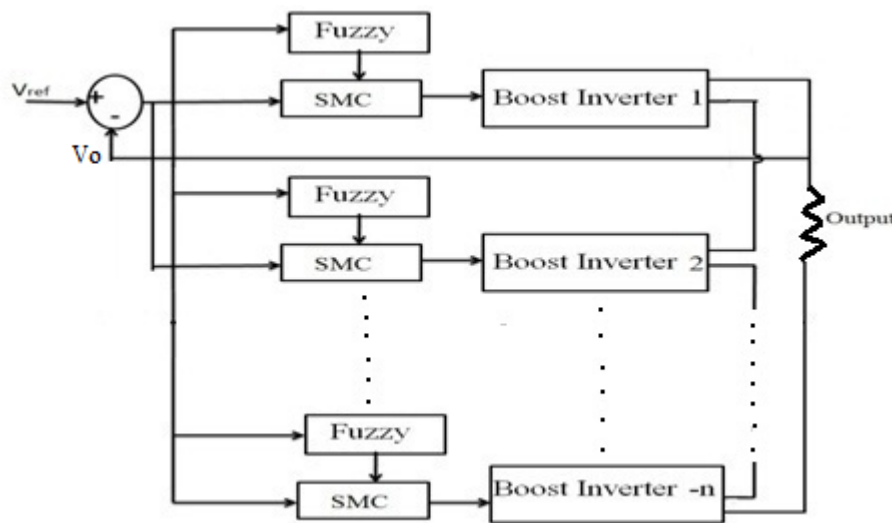 Fuzzy
Vref
+
-
SMC
Boost Inverter 1
Vo
Fuzzy
Output
SMC
Boost Inverter 2
Fuzzy
SMC
Boost Inverter -n